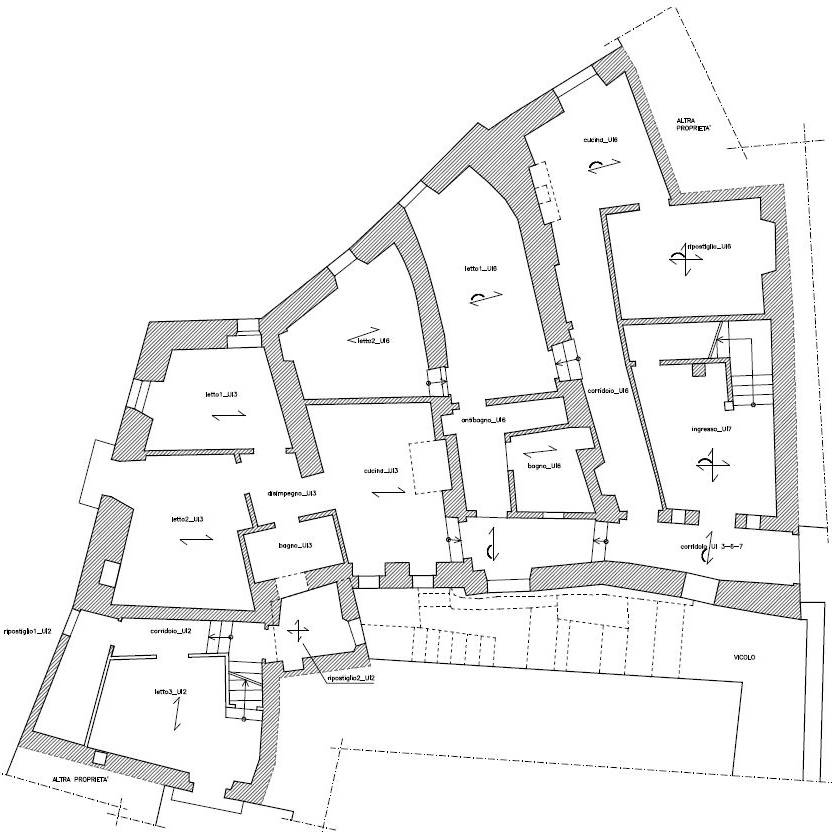 ALTRA
PROPRIETA'
cucina_UI6
ripostiglio_UI6
letto1_UI6
letto2_UI6
corridoio_UI6
letto1_UI3
antibagno_UI6
ingresso_UI7
bagno_UI6
cucina_UI3
disimpegno_UI3
letto2_UI3
bagno_UI3
corridoio_UI 3-6-7
ripostiglio1_UI2
corridoio_UI2
VICOLO
ripostiglio2_UI2
letto3_UI2
ALTRA PROPRIETA'